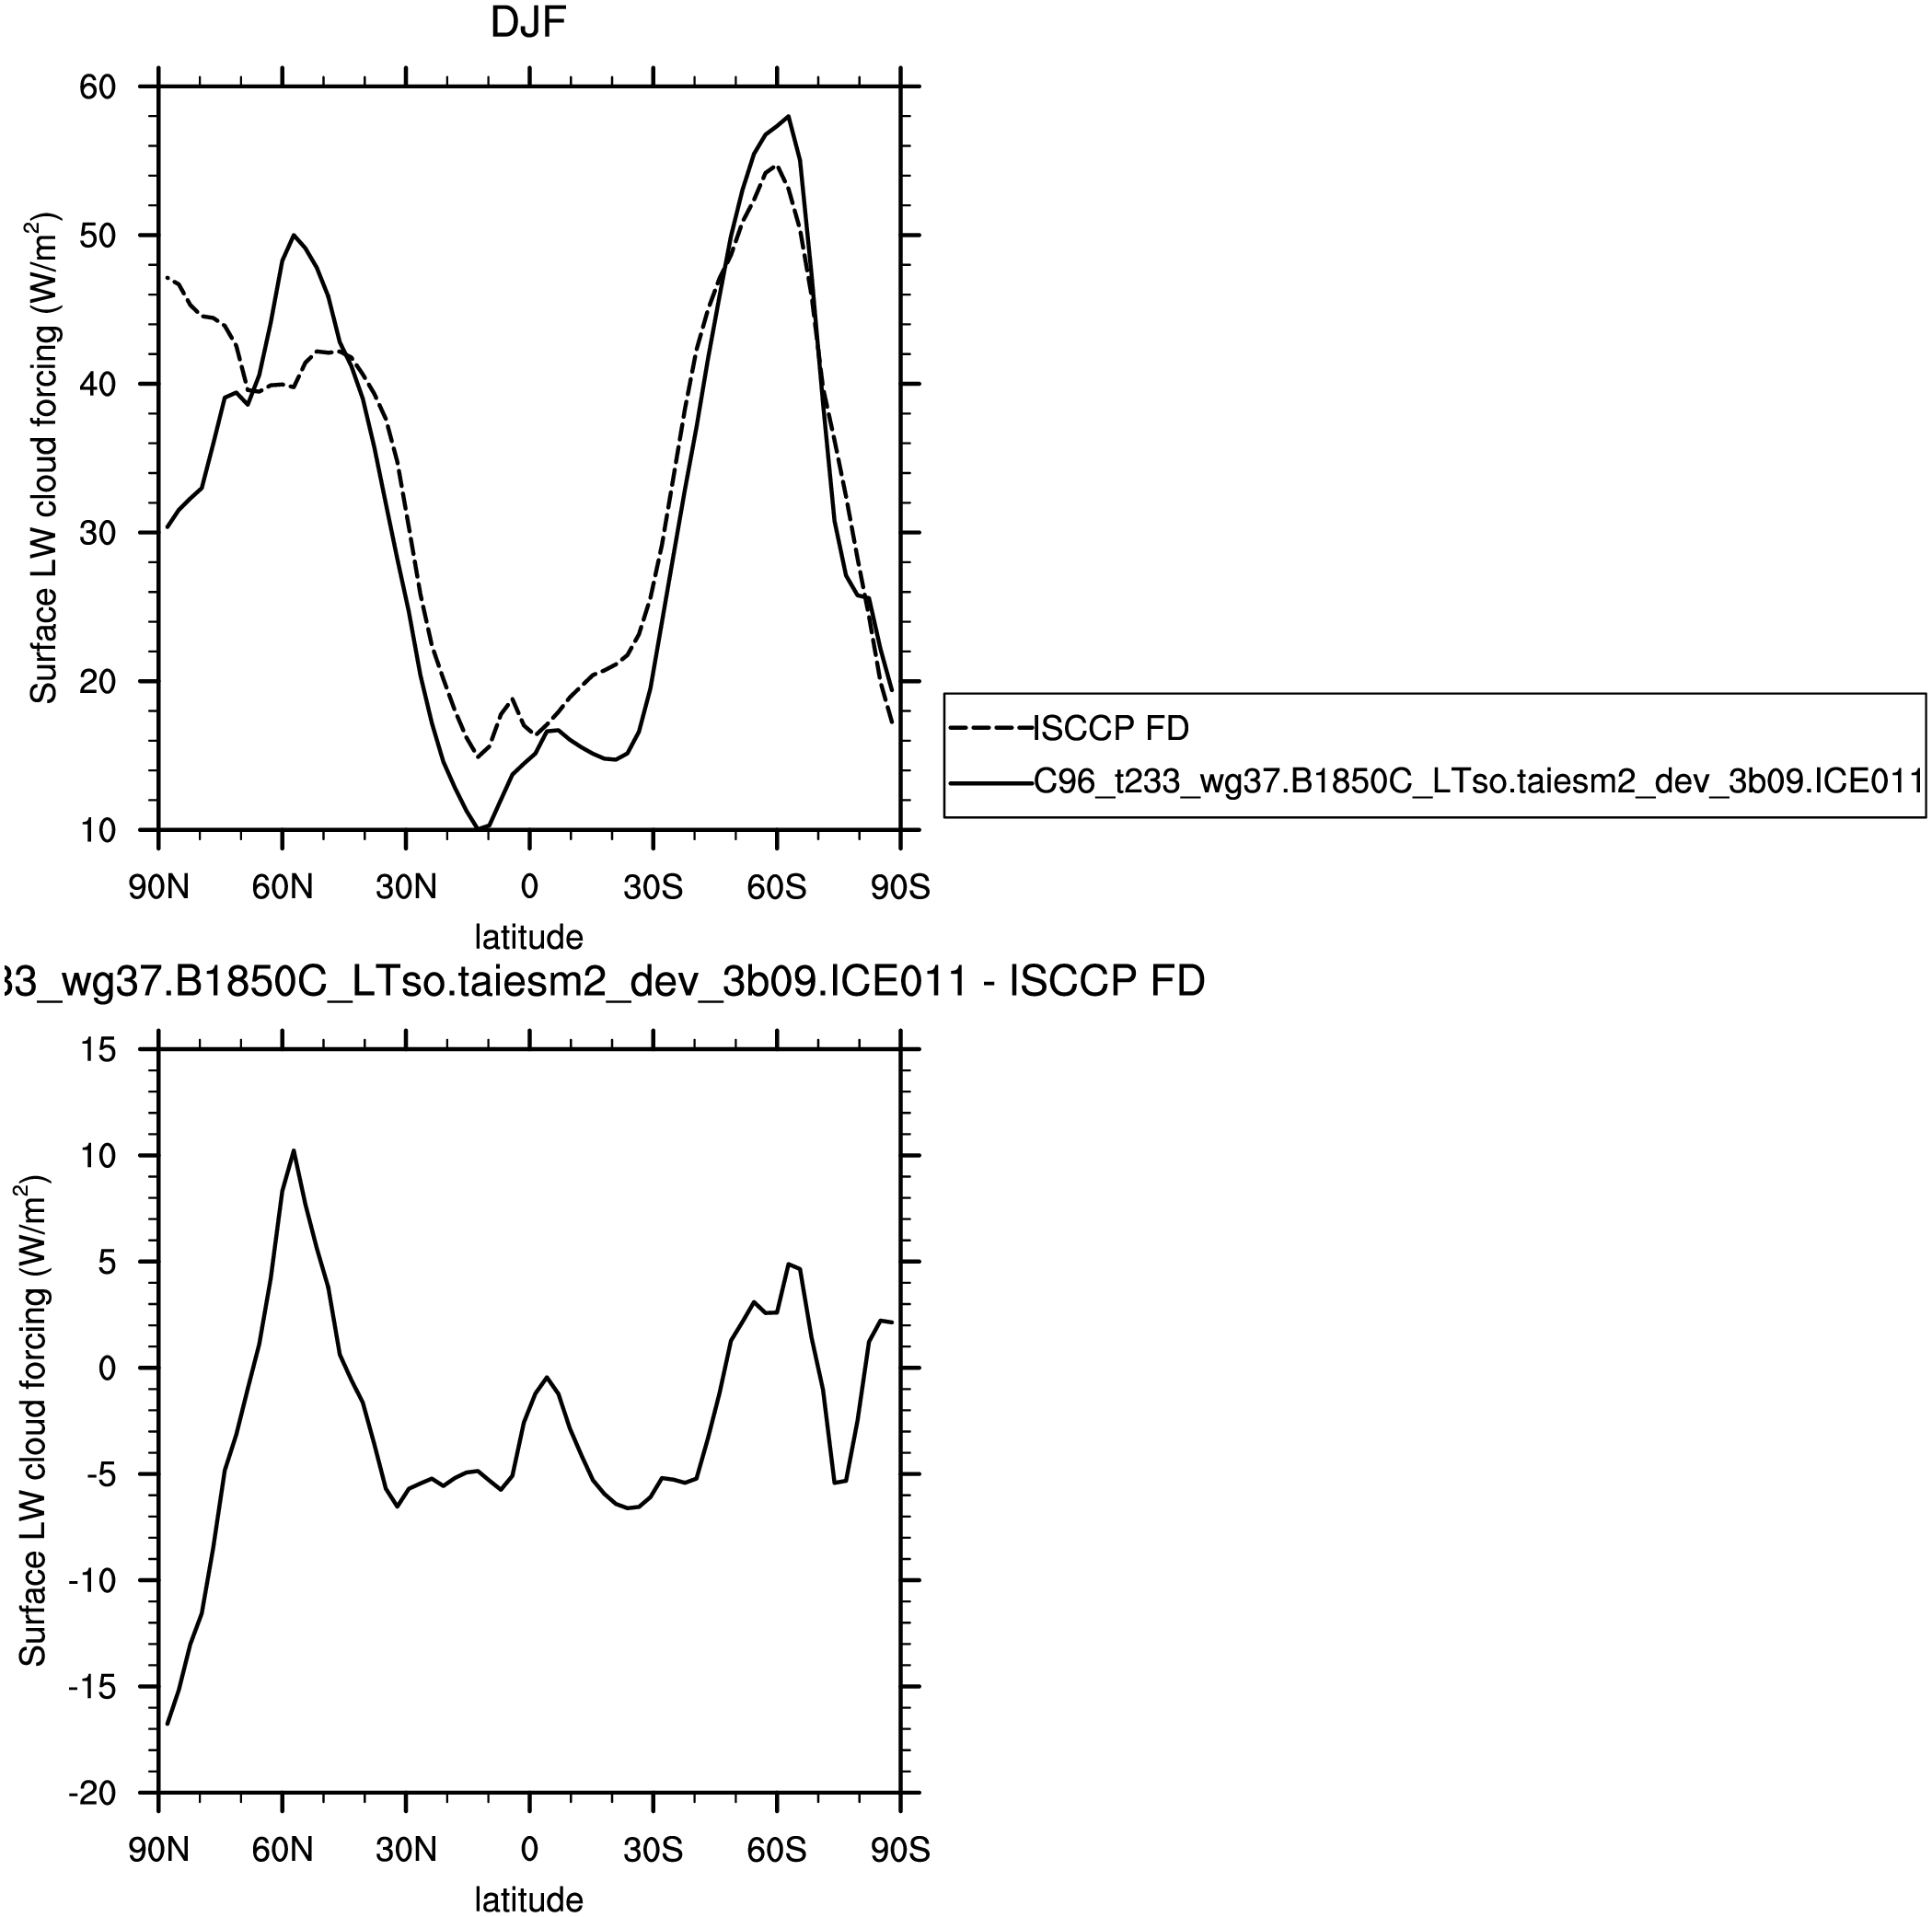 DJF
60
50
40
30
20
10
Surface LW cloud forcing (W/m²)
90N 60N 30N 0 30S 60S 90S
latitude
ISCCP FD
C96_t233_wg37.B1850C_LTso.taiesm2_dev_3b09.ICE011
33_wg37.B1850C_LTso.taiesm2_dev_3b09.ICE011 - ISCCP FD
15
10
5
0
-5
-10
-15
-20
Surface LW cloud forcing (W/m²)
90N 60N 30N 0 30S 60S 90S
latitude